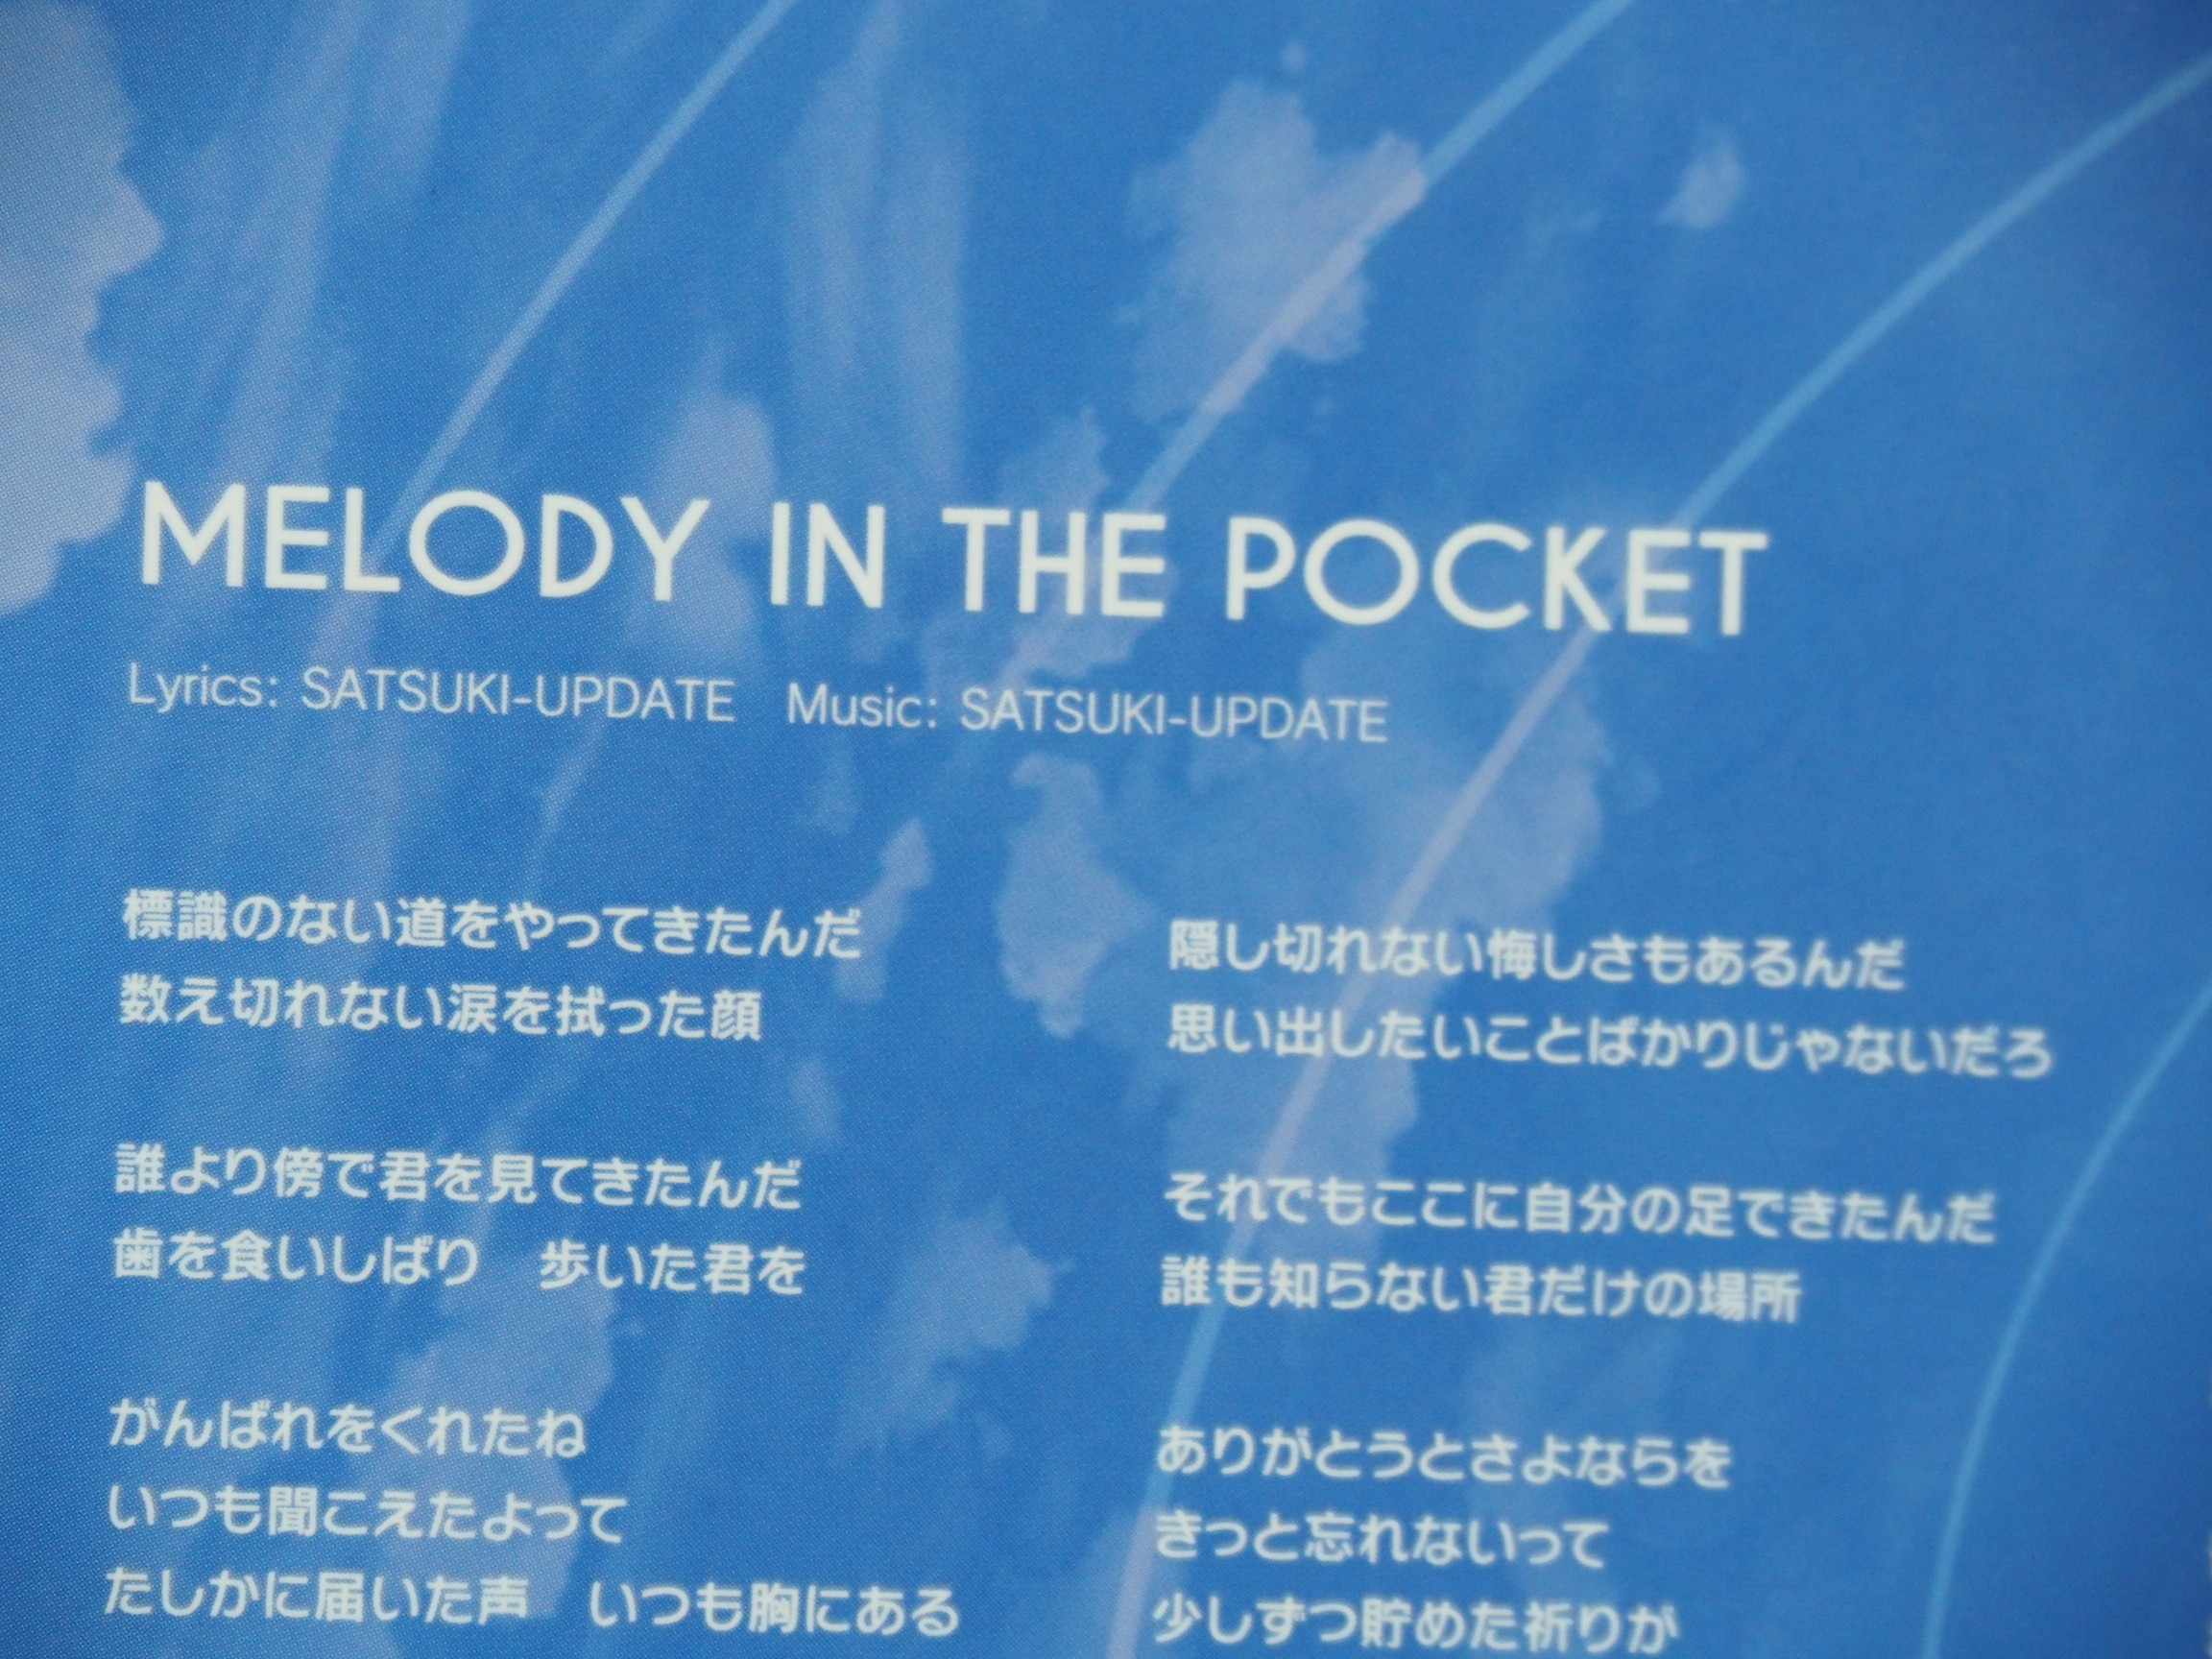 MELODY IN THE POCKET
Lyrics: SATSUKI-UPDATE　Music: SATSUKI-UPDATE
標識のない道をやってきたんだ
数え切れない涙を拭った顔
誰より傍で君を見てきたんだ
歯を食いしばり　歩いた君を
がんばれをくれたね
いつも聞こえたよって
たしかに届いた声　いつも胸にある
隠し切れない悔しさもあるんだ
思い出したいことばかりじゃないだろ
それでもここに自分の足できたんだ
誰も知らない君だけの場所
ありがとうとさよならを
きっと忘れないって
少しずつ貯めた祈りが